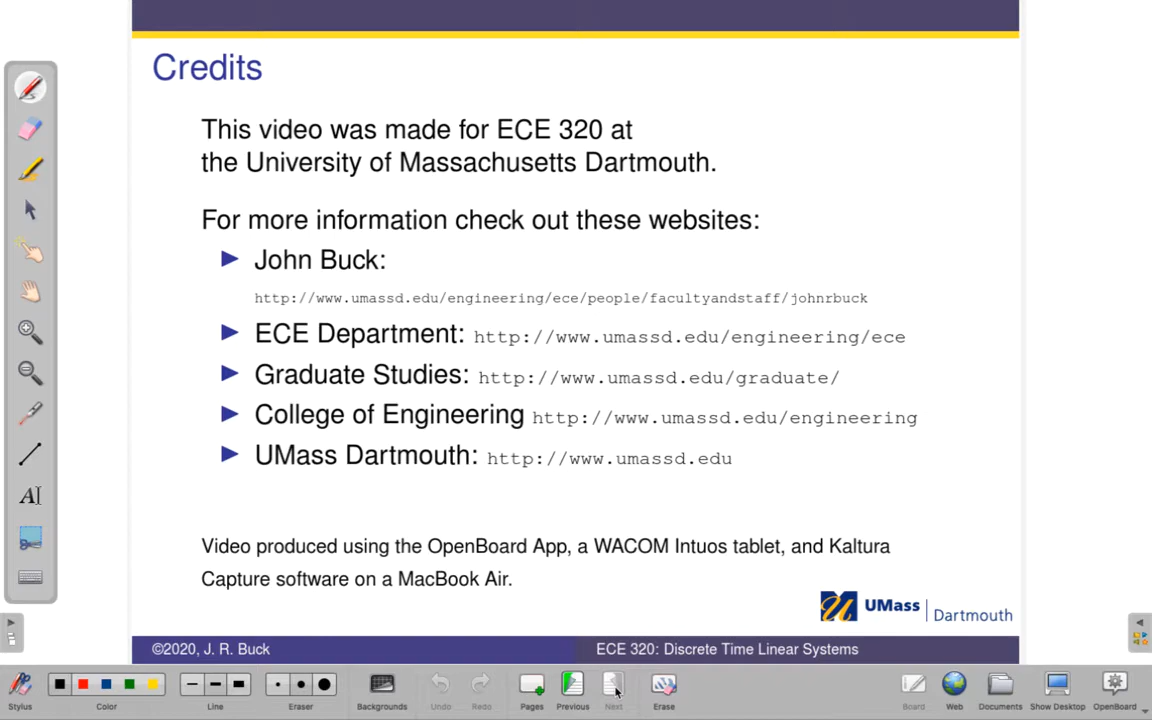 Credits
This video was made for ECE 320 at
the University of Massachusetts Dartmouth.
For more information check out these websites:
John Buck:
http://www.umassd.edu/engineering/ece/people/facultyandstaff/johnrbuck
ECE Department: http://www.umassd.edu/engineering/ece
Graduate Studies: http://www.umassd.edu/graduate/
College of Engineering http://www.umassd.edu/engineering
UMass Dartmouth: http://www.umassd.edu
Video produced using the OpenBoard App, a WACOM Intuos tablet, and Kaltura
Capture software on a MacBook Air.
UMass Dartmouth
©2020, J. R. Buck ECE 320: Discrete Time Linear Systems
Stylus Color Line Eraser Backgrounds Undo Redo Pages Previous Next Erase Board Web Documents Show Desktop OpenBoard